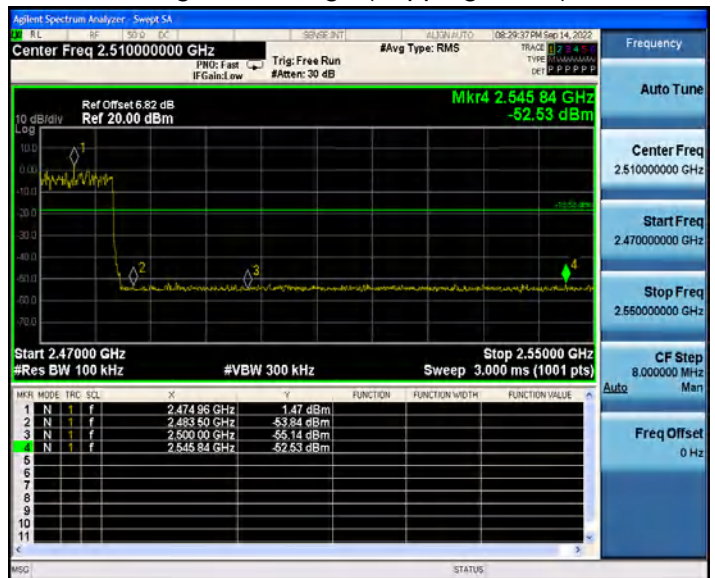 Agilent Spectrum Analyzer - Swept SA
RL RF 50 Ω DC SENSE:INT ALIGN AUTO 08:29:37 PM Sep 14, 2022
Center Freq 2.510000000 GHz
PNO: Fast
IFGain:Low
Trig: Free Run
#Atten: 30 dB
#Avg Type: RMS
TRACE 1 2 3 4 5 6
TYPE
DET P P P P P P
Ref Offset 6.82 dB
10 dB/div Ref 20.00 dBm
Log
Mkr4 2.545 84 GHz
-52.53 dBm
10.0
0.00
-10.0
-20.0
-30.0
-40.0
-50.0
-60.0
-70.0
1
2
3
4
Start 2.47000 GHz
Stop 2.55000 GHz
#Res BW 100 kHz #VBW 300 kHz Sweep 3.000 ms (1001 pts)
MKR MODE TRC SCL X Y FUNCTION FUNCTION WIDTH FUNCTION VALUE
1 N 1 f 2.474 96 GHz 1.47 dBm
2 N 1 f 2.483 50 GHz -53.84 dBm
3 N 1 f 2.500 00 GHz -55.14 dBm
4 N 1 f 2.545 84 GHz -52.53 dBm
5
6
7
8
9
10
11
MSG STATUS
Frequency
Auto Tune
Center Freq
2.510000000 GHz
Start Freq
2.470000000 GHz
Stop Freq
2.550000000 GHz
CF Step
8.000000 MHz
Auto Man
Freq Offset
0 Hz